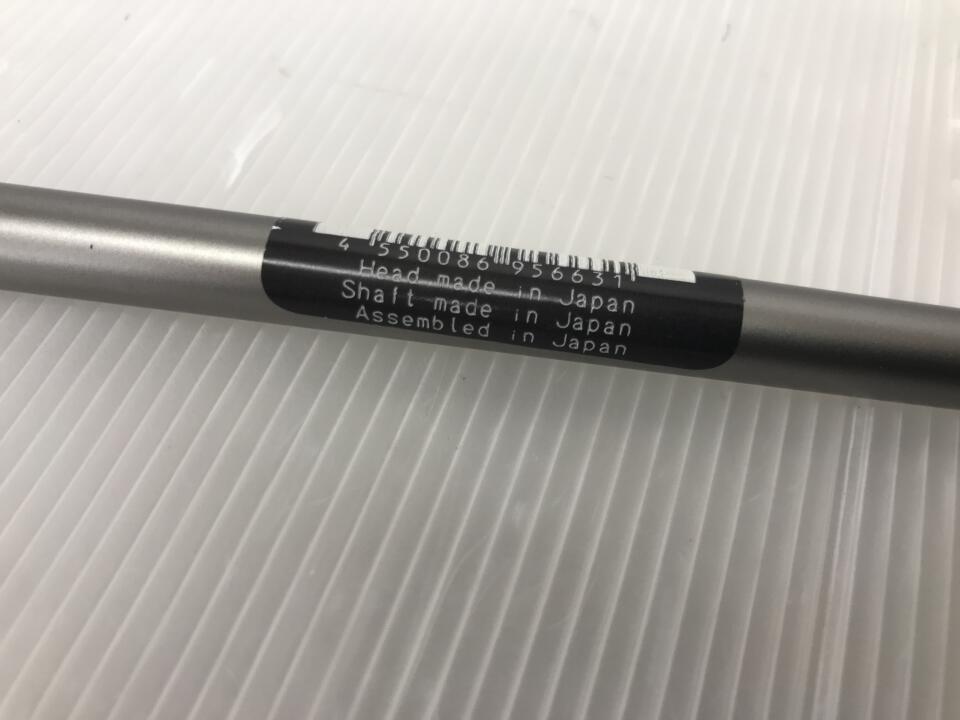 4 550086 956631
Head made in Japan
Shaft made in Japan
Assembled in Japan